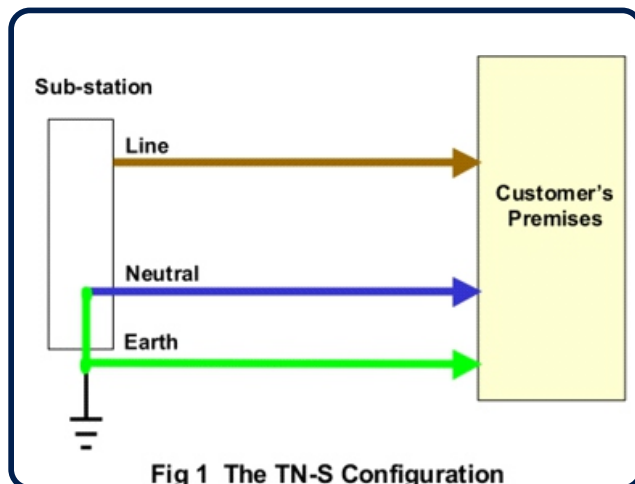 Sub-station
Line
Customer's
Premises
Neutral
Earth
Fig 1 The TN-S Configuration